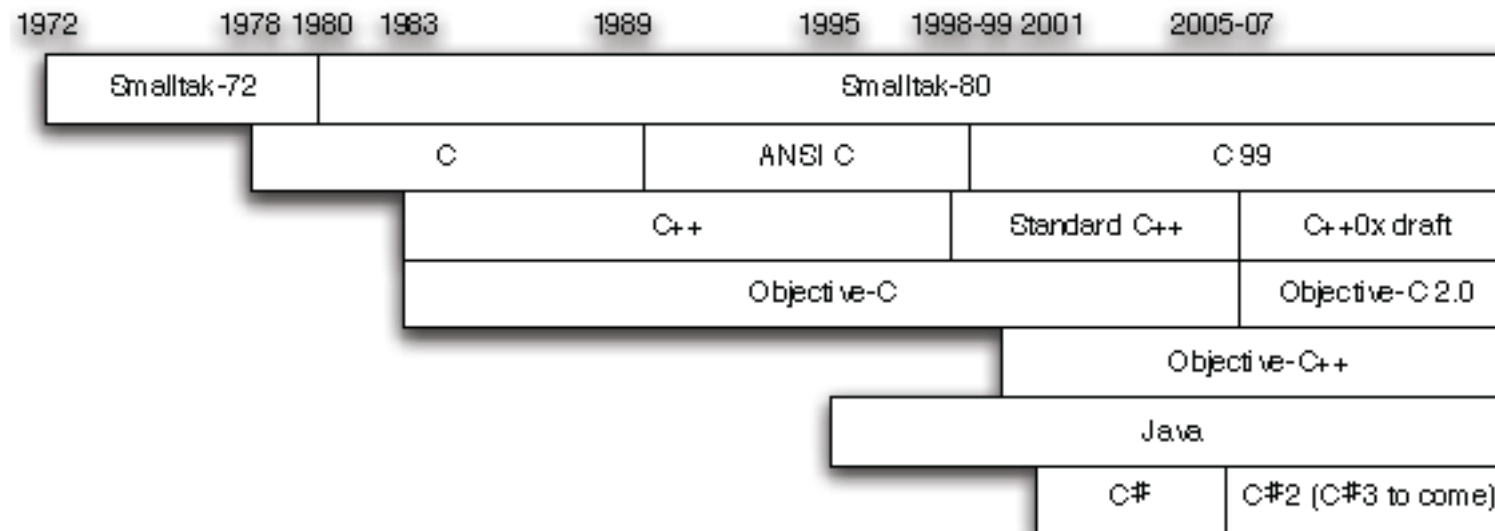 1972 1978 1980 1983 1989 1995 1998-99 2001 2005-07
Smalltak-72 Smalltak-80
C ANSI C C 99
C++ Standard C++ C++0x draft
Objective-C Objective-C 2.0
Objective-C++
Java
C# C#2 (C#3 to come)